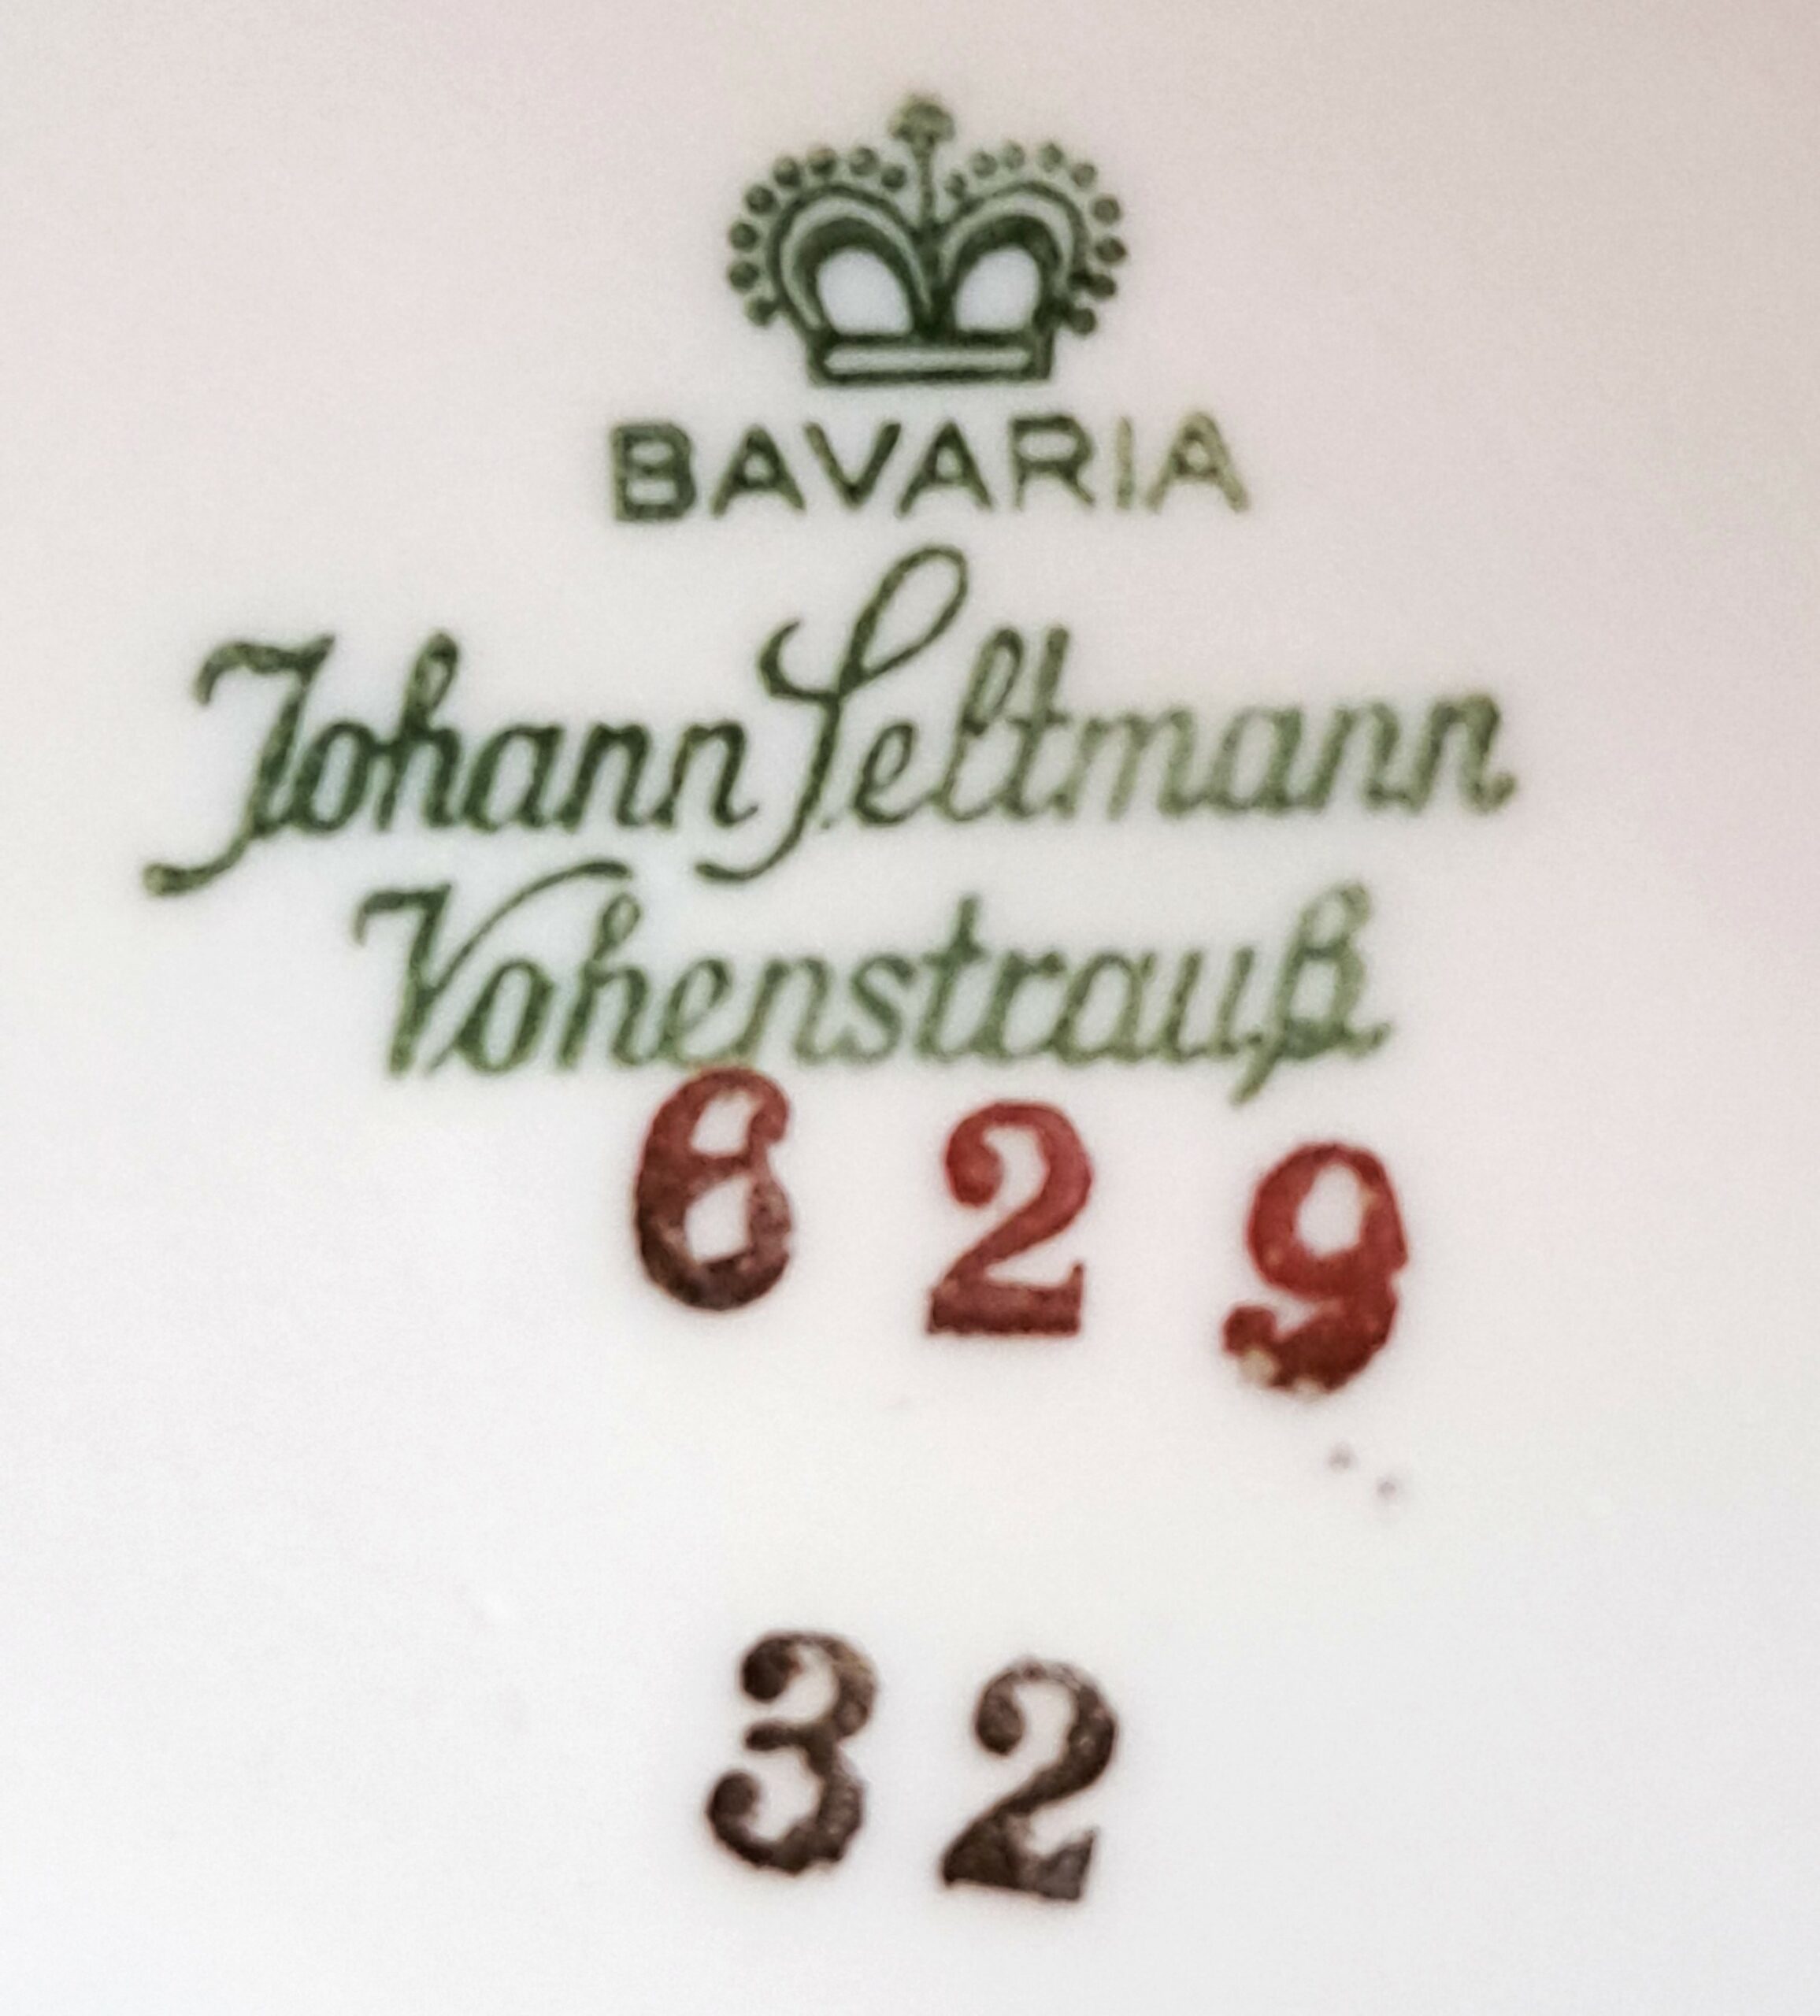 BAVARIA
Johann Seltmann
Vohenstrauß
629
32